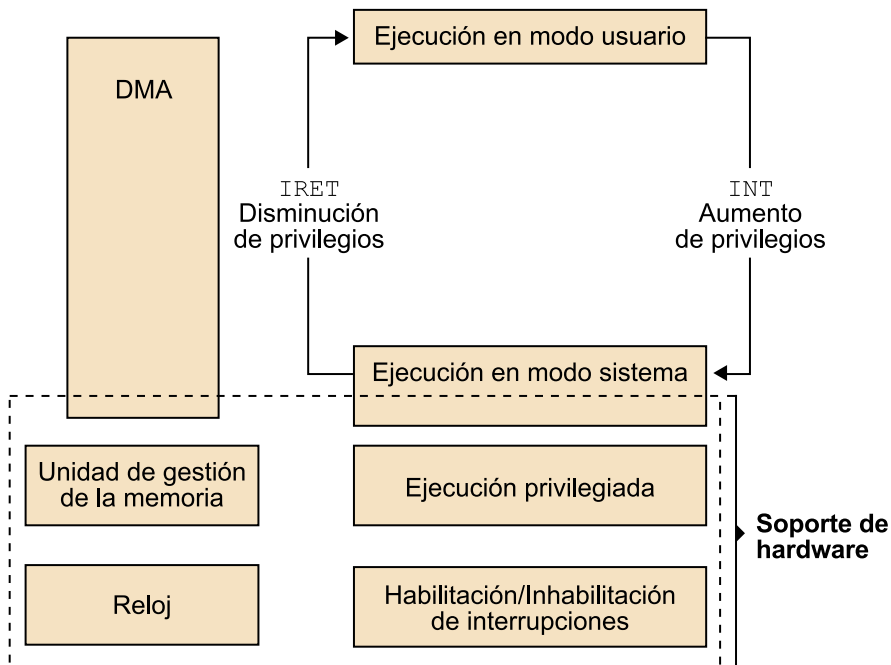 Ejecución en modo usuario
DMA
IRET
Disminución
de privilegios
INT
Aumento
de privilegios
Ejecución en modo sistema
Unidad de gestión
de la memoria
Ejecución privilegiada
Soporte de
hardware
Reloj
Habilitación/Inhabilitación
de interrupciones